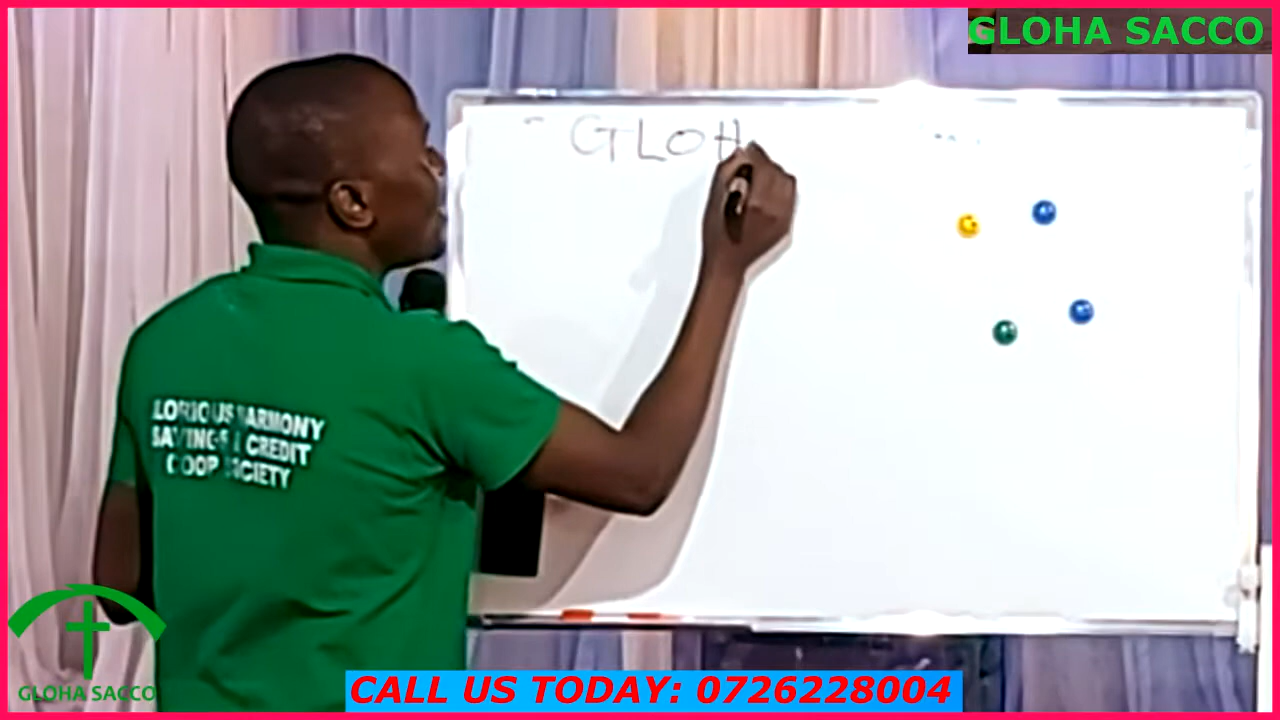 GLOHA SACCO
GLOH
LORIOUS HARMONY
SAVINGS & CREDIT
COOP SOCIETY
GLOHA SACCO
CALL US TODAY: 0726228004